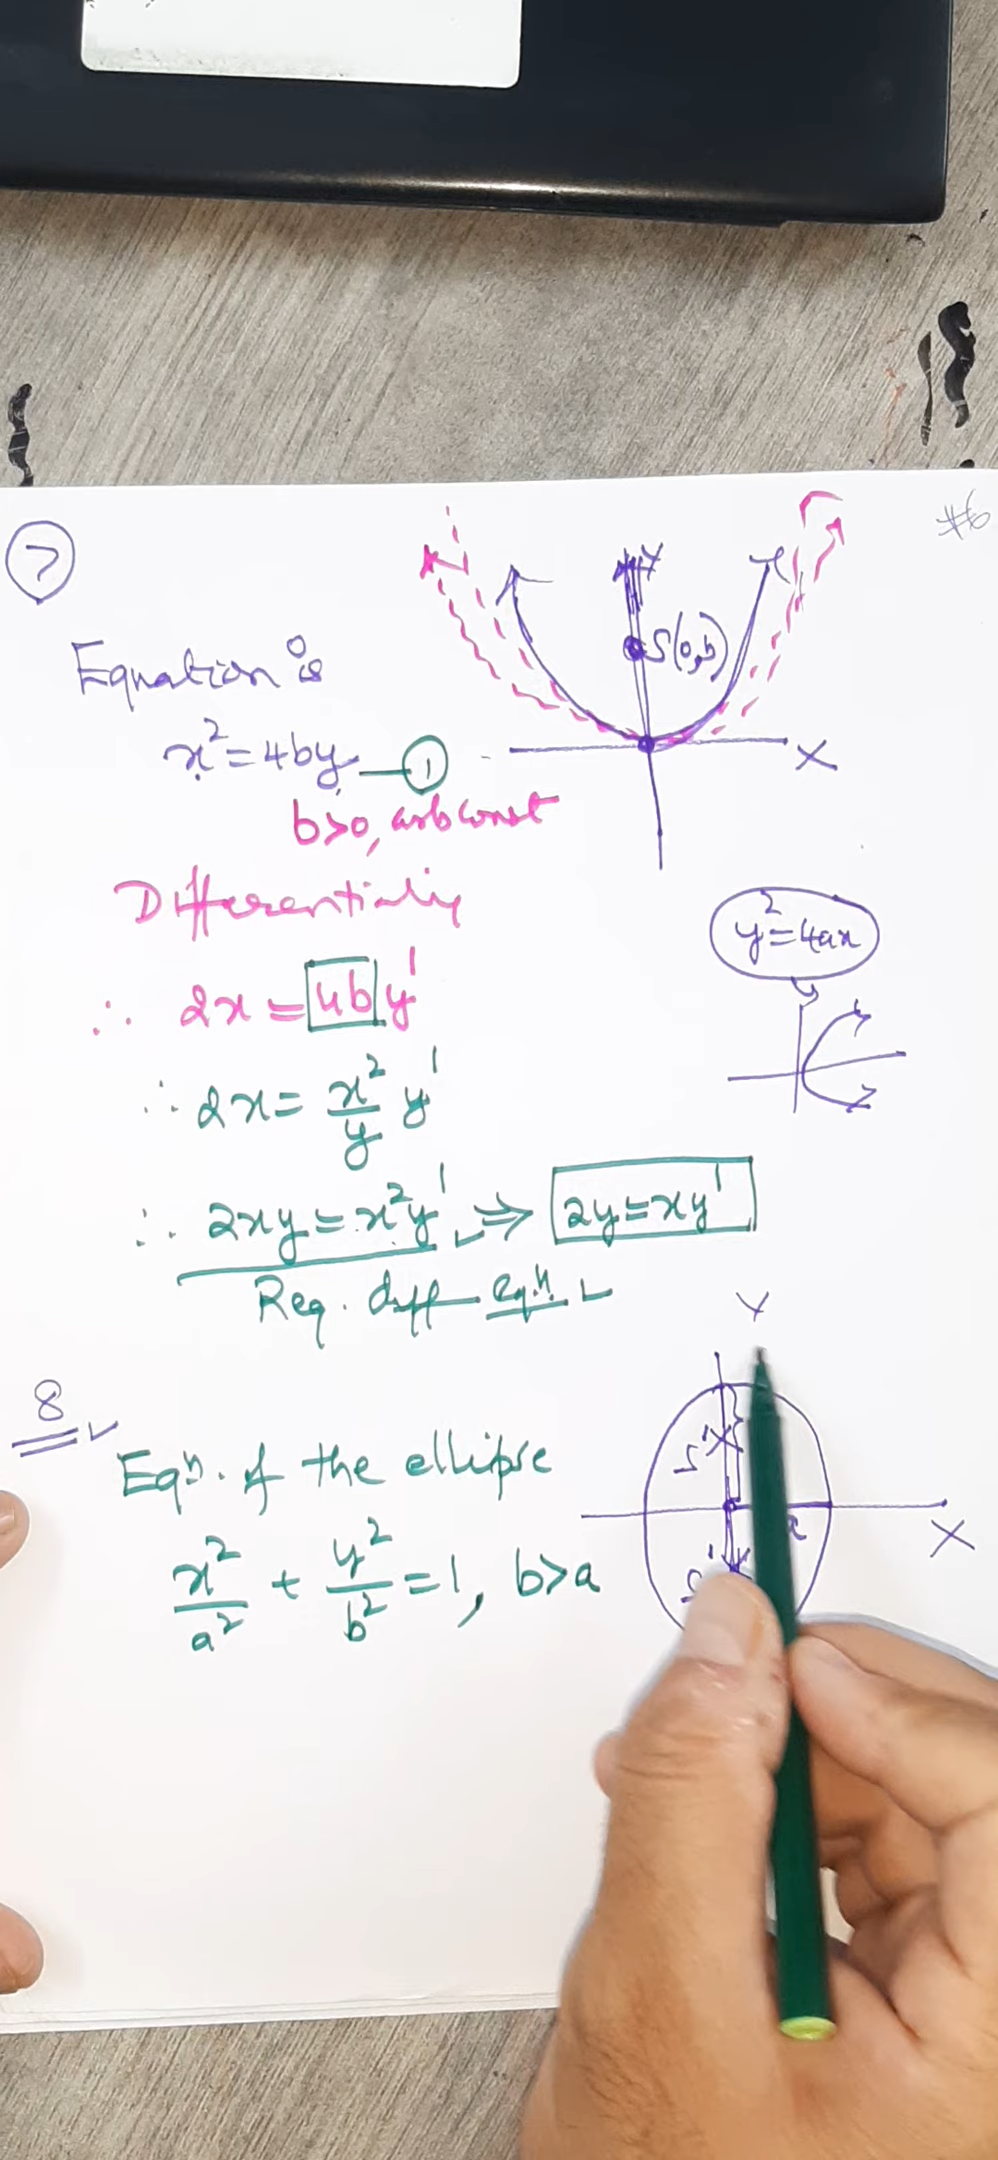 #6
7
Y
S(0,b)
X
Equation is
x² = 4by — 1
b>0, arb const
Differentiating
y² = 4ax
∴ 2x = 4b y'
∴ 2x = x²/y y'
∴ 2xy = x²y' ⇒ 2y = xy'
Req. diff eqn.
8
Y
S'
X
Eqn. of the ellipse
x²/a² + y²/b² = 1, b>a